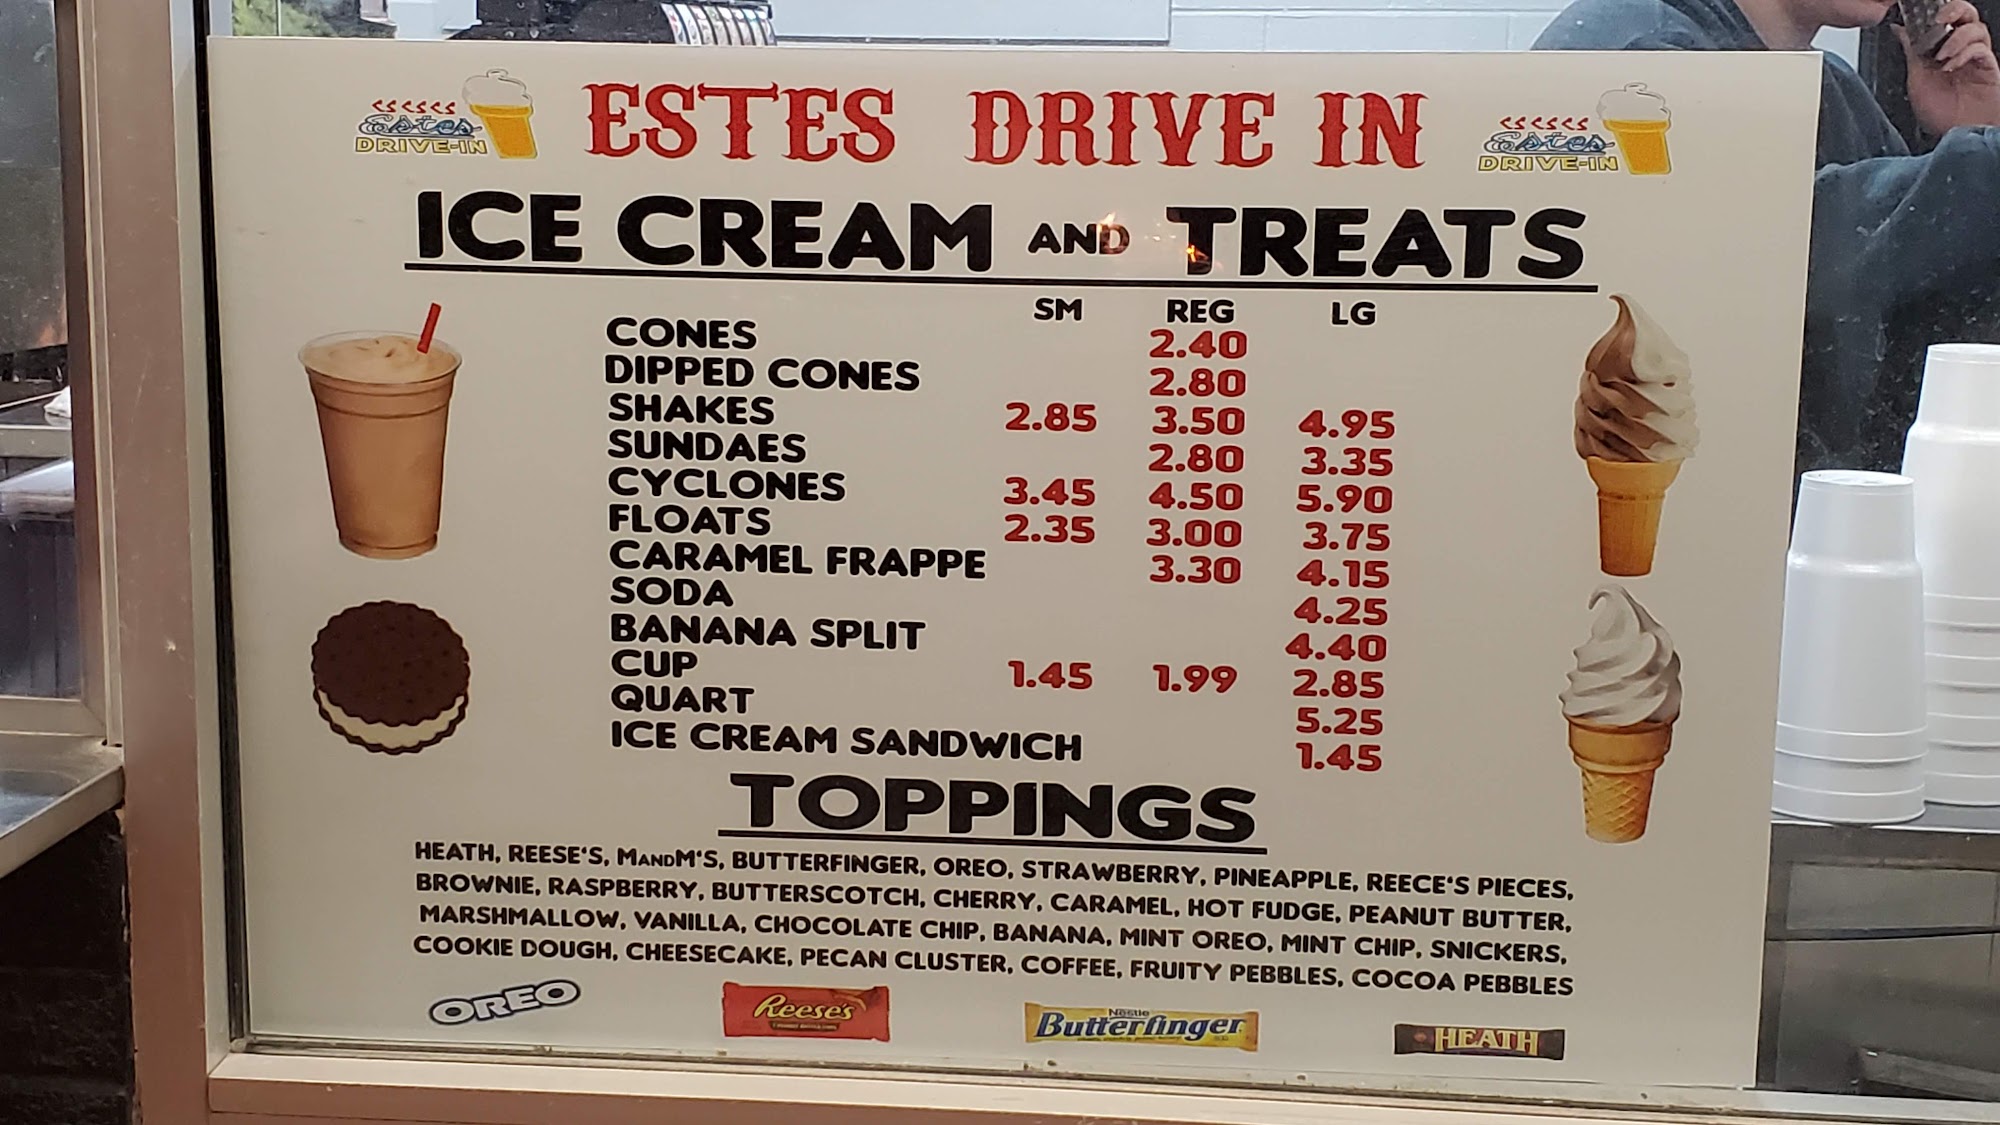 ESTES DRIVE IN
Estes
DRIVE-IN
Estes
DRIVE-IN
ICE CREAM AND TREATS
SM REG LG
CONES 2.40
DIPPED CONES 2.80
SHAKES 2.85 3.50 4.95
SUNDAES 2.80 3.35
CYCLONES 3.45 4.50 5.90
FLOATS 2.35 3.00 3.75
CARAMEL FRAPPE 3.30 4.15
SODA 4.25
BANANA SPLIT 4.40
CUP 1.45 1.99 2.85
QUART 5.25
ICE CREAM SANDWICH 1.45
TOPPINGS
HEATH, REESE'S, MANDM'S, BUTTERFINGER, OREO, STRAWBERRY, PINEAPPLE, REECE'S PIECES,
BROWNIE, RASPBERRY, BUTTERSCOTCH, CHERRY, CARAMEL, HOT FUDGE, PEANUT BUTTER,
MARSHMALLOW, VANILLA, CHOCOLATE CHIP, BANANA, MINT OREO, MINT CHIP, SNICKERS,
COOKIE DOUGH, CHEESECAKE, PECAN CLUSTER, COFFEE, FRUITY PEBBLES, COCOA PEBBLES
OREO
Reese's
Nestle
Butterfinger
HEATH